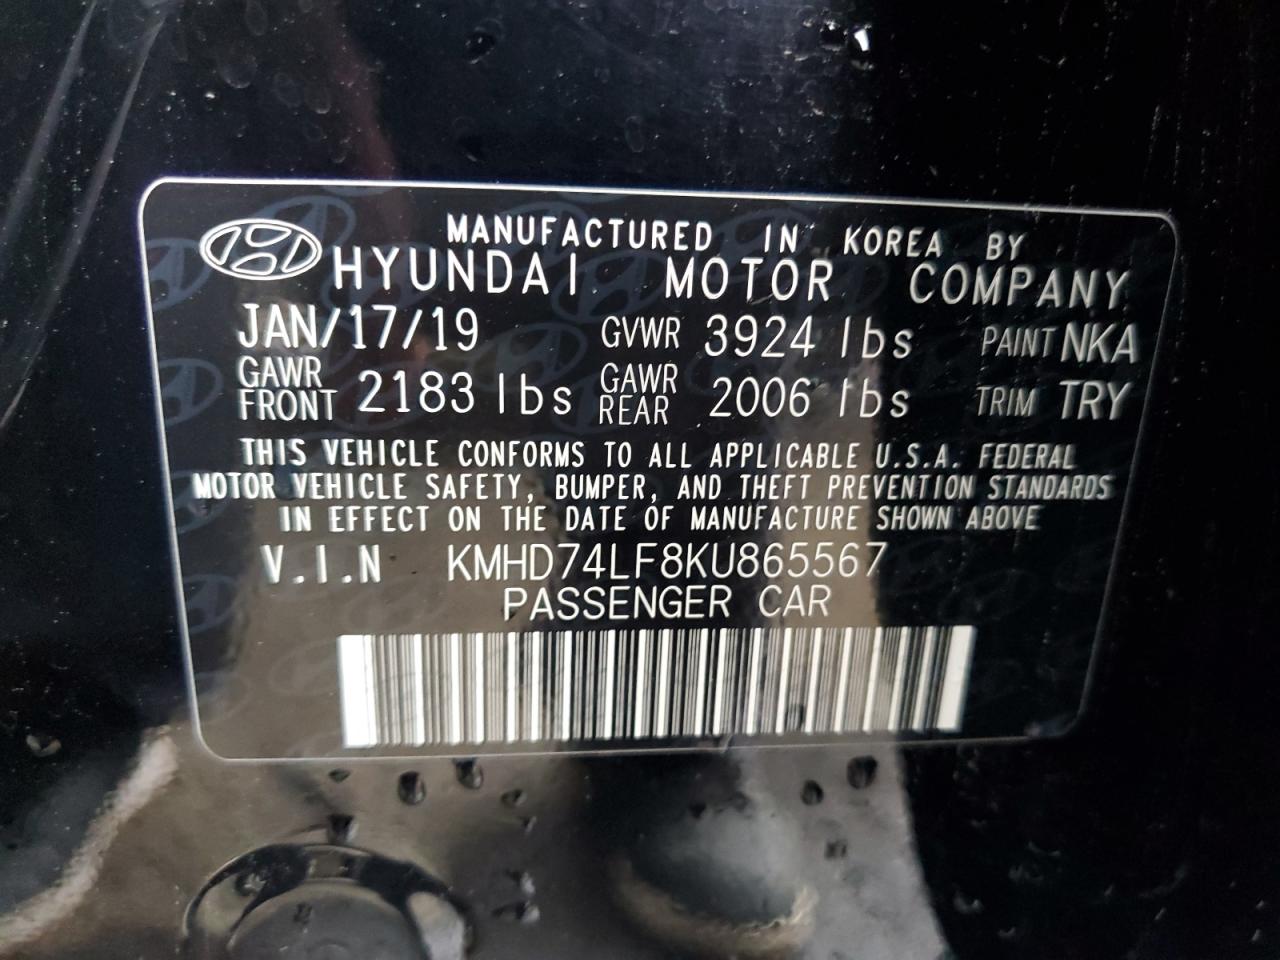 MANUFACTURED IN KOREA BY
HYUNDAI MOTOR COMPANY
JAN/17/19 GVWR 3924 lbs PAINT NKA
GAWR FRONT 2183 lbs GAWR REAR 2006 lbs TRIM TRY
THIS VEHICLE CONFORMS TO ALL APPLICABLE U.S.A. FEDERAL
MOTOR VEHICLE SAFETY, BUMPER, AND THEFT PREVENTION STANDARDS
IN EFFECT ON THE DATE OF MANUFACTURE SHOWN ABOVE
V.I.N KMHD74LF8KU865567
PASSENGER CAR